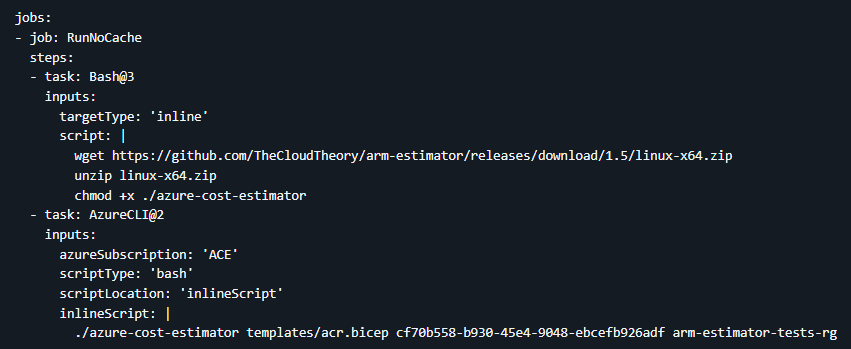 jobs:
- job: RunNoCache
  steps:
  - task: Bash@3
    inputs:
      targetType: 'inline'
      script: |
        wget https://github.com/TheCloudTheory/arm-estimator/releases/download/1.5/linux-x64.zip
        unzip linux-x64.zip
        chmod +x ./azure-cost-estimator
  - task: AzureCLI@2
    inputs:
      azureSubscription: 'ACE'
      scriptType: 'bash'
      scriptLocation: 'inlineScript'
      inlineScript: |
        ./azure-cost-estimator templates/acr.bicep cf70b558-b930-45e4-9048-ebcefb926adf arm-estimator-tests-rg